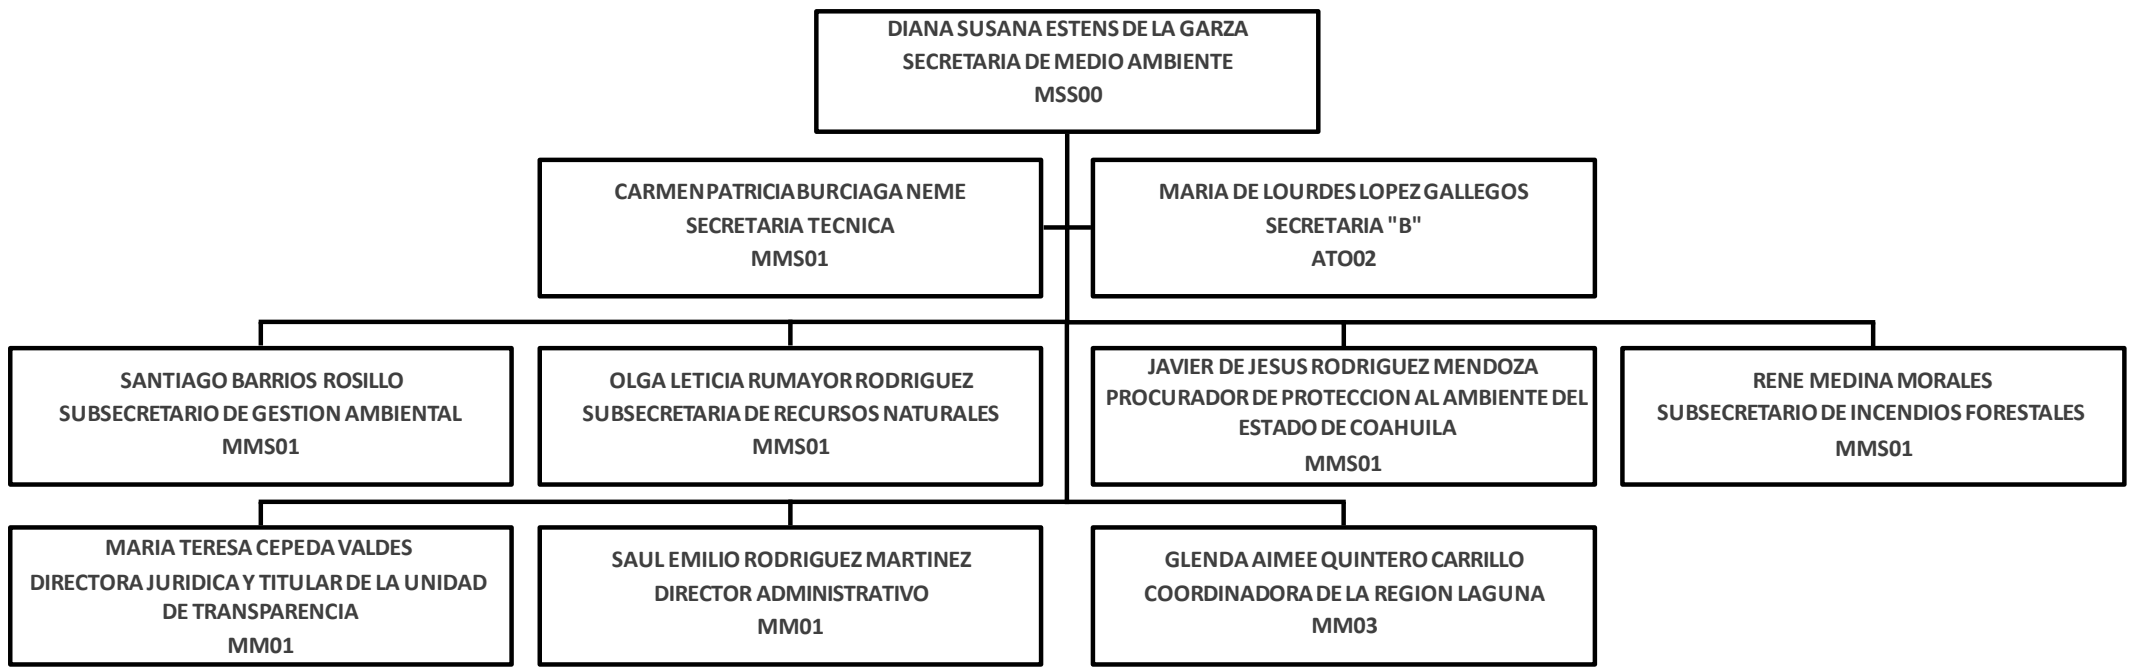 DIANA SUSANA ESTENS DE LA GARZA
SECRETARIA DE MEDIO AMBIENTE
MSS00
CARMEN PATRICIA BURCIAGA NEME
SECRETARIA TECNICA
MMS01
MARIA DE LOURDES LOPEZ GALLEGOS
SECRETARIA "B"
ATO02
SANTIAGO BARRIOS ROSILLO
SUBSECRETARIO DE GESTION AMBIENTAL
MMS01
OLGA LETICIA RUMAYOR RODRIGUEZ
SUBSECRETARIA DE RECURSOS NATURALES
MMS01
JAVIER DE JESUS RODRIGUEZ MENDOZA
PROCURADOR DE PROTECCION AL AMBIENTE DEL
ESTADO DE COAHUILA
MMS01
RENE MEDINA MORALES
SUBSECRETARIO DE INCENDIOS FORESTALES
MMS01
MARIA TERESA CEPEDA VALDES
DIRECTORA JURIDICA Y TITULAR DE LA UNIDAD
DE TRANSPARENCIA
MM01
SAUL EMILIO RODRIGUEZ MARTINEZ
DIRECTOR ADMINISTRATIVO
MM01
GLENDA AIMEE QUINTERO CARRILLO
COORDINADORA DE LA REGION LAGUNA
MM03